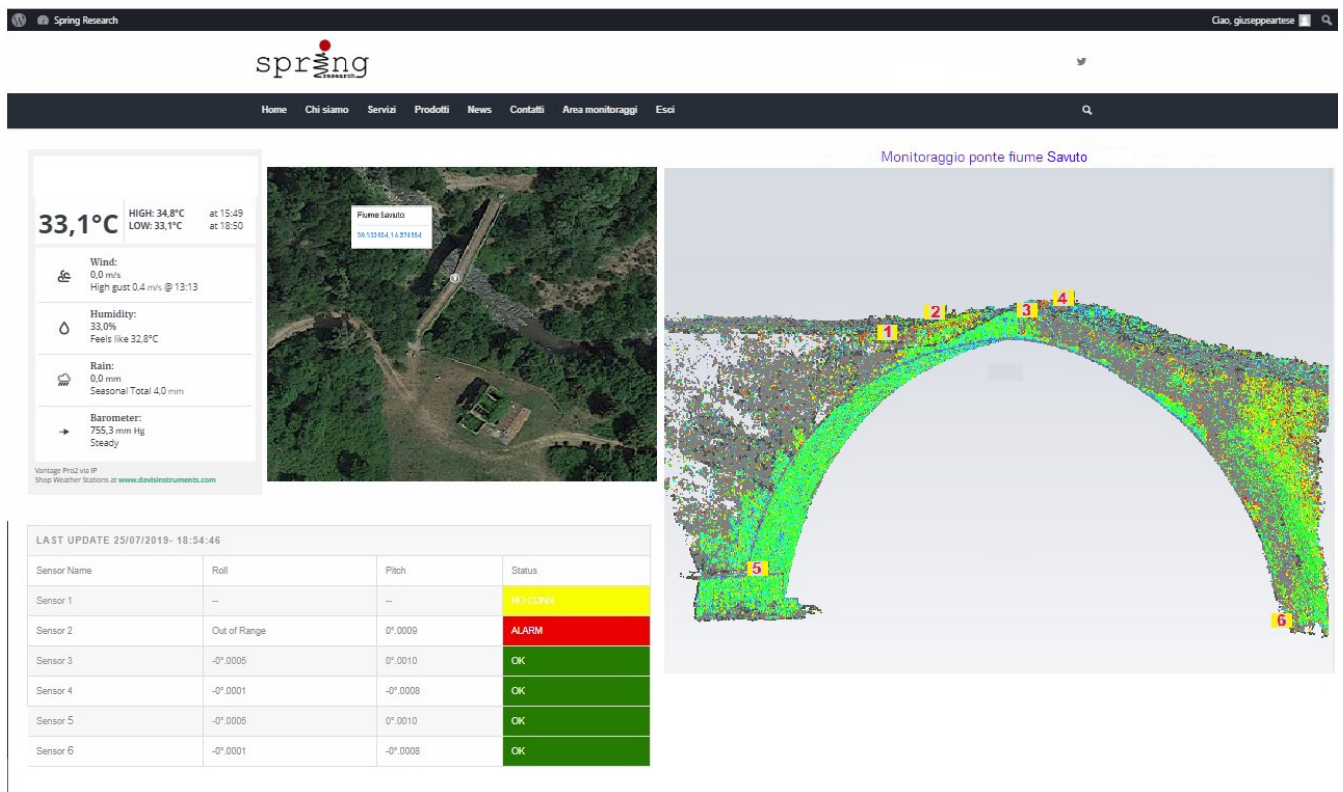 Spring Research
Ciao, giuseppeartese
spring
research
Home Chi siamo Servizi Prodotti News Contatti Area monitoraggi Esci
Monitoraggio ponte fiume Savuto
33,1°C
HIGH: 34,8°C at 15:49
LOW: 33,1°C at 18:50
Wind:
0,0 m/s
High gust 0,4 m/s @ 13:13
Humidity:
33,0%
Feels like 32,8°C
Rain:
0,0 mm
Seasonal Total 4,0 mm
Barometer:
755,3 mm Hg
Steady
Vantage Pro2 via IP
Shop Weather Stations at www.davisinstruments.com
Fiume Savuto
1
2
3
4
5
6
LAST UPDATE 25/07/2019- 18:54:46
Sensor Name Roll Pitch Status
Sensor 1 -- -- NO CONN
Sensor 2 Out of Range 0°.0009 ALARM
Sensor 3 -0°.0005 0°.0010 OK
Sensor 4 -0°.0001 -0°.0008 OK
Sensor 5 -0°.0005 0°.0010 OK
Sensor 6 -0°.0001 -0°.0008 OK